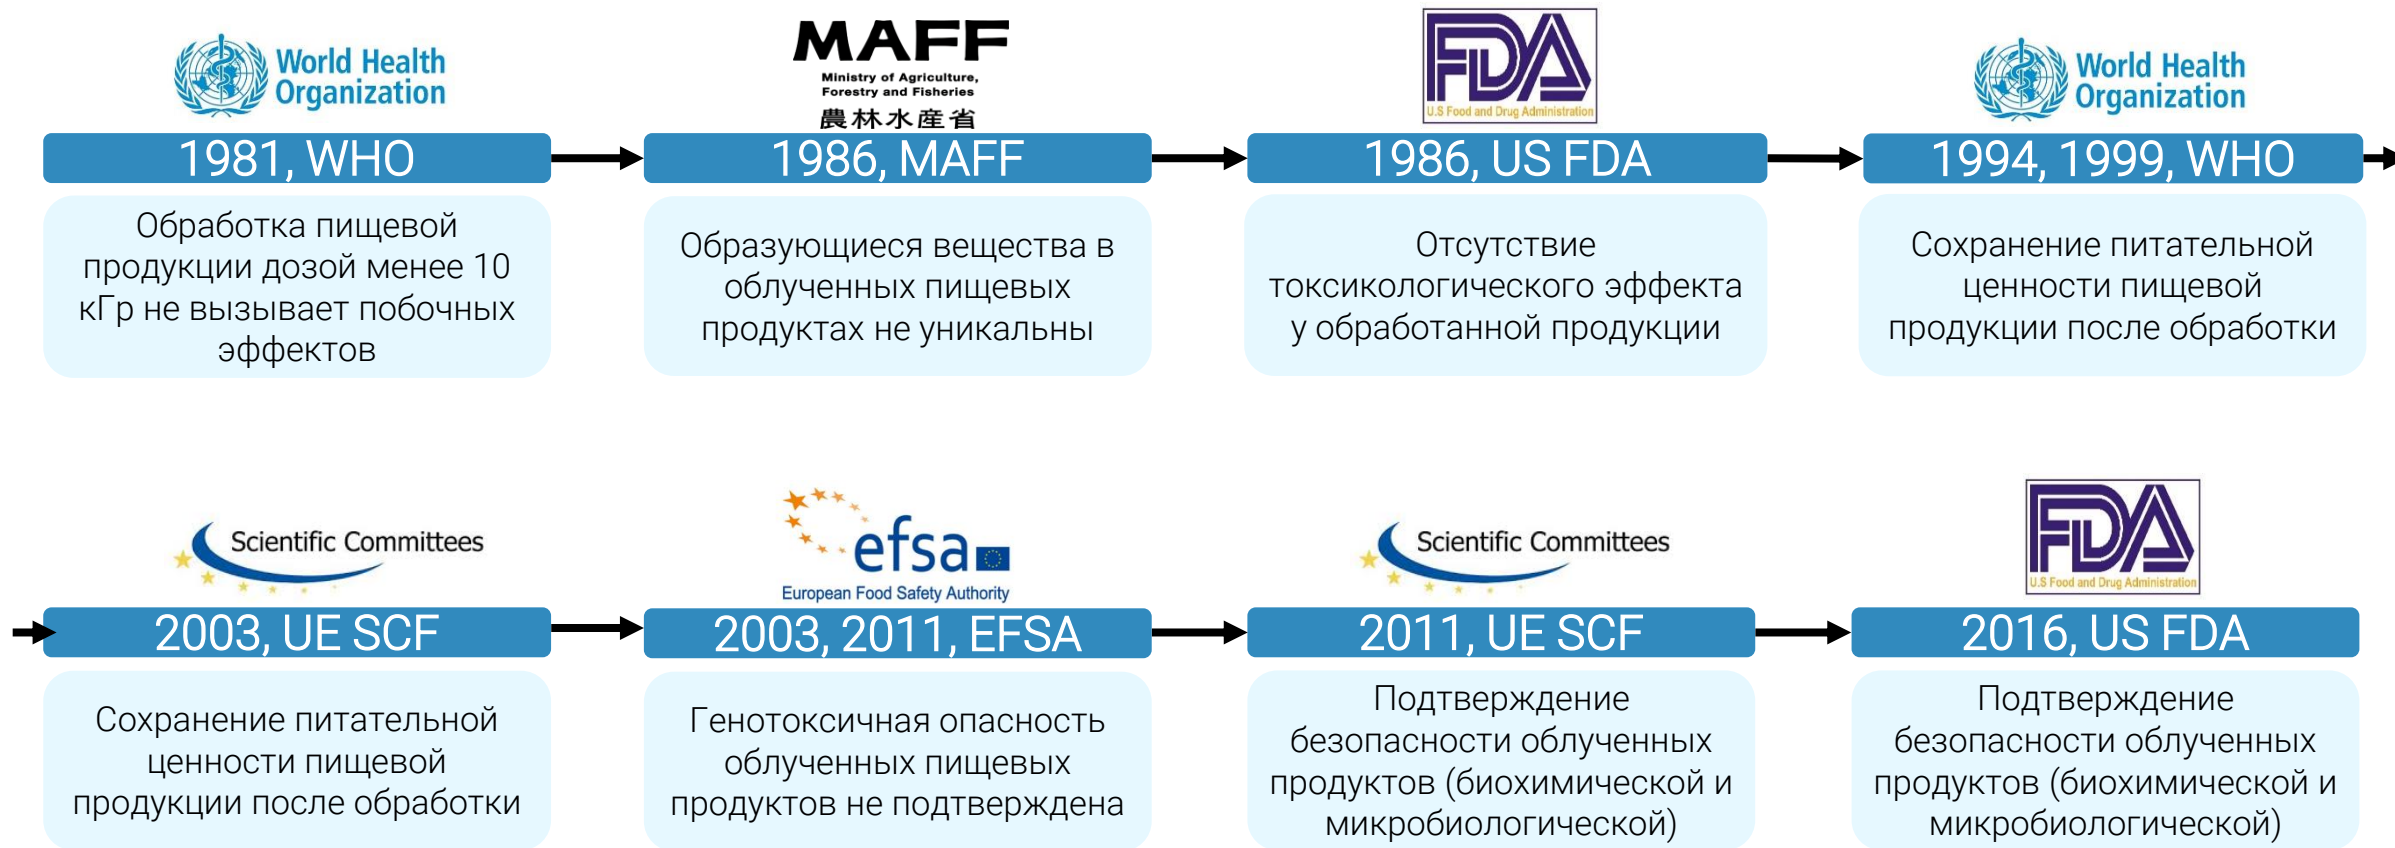 World Health
Organization
1981, WHO
Обработка пищевой
продукции дозой менее 10
кГр не вызывает побочных
эффектов
MAFF
Ministry of Agriculture,
Forestry and Fisheries
農林水産省
1986, MAFF
Образующиеся вещества в
облученных пищевых
продуктах не уникальны
FDA
U.S Food and Drug Administration
1986, US FDA
Отсутствие
токсикологического эффекта
у обработанной продукции
World Health
Organization
1994, 1999, WHO
Сохранение питательной
ценности пищевой
продукции после обработки
Scientific Committees
2003, UE SCF
Сохранение питательной
ценности пищевой
продукции после обработки
efsa
European Food Safety Authority
2003, 2011, EFSA
Генотоксичная опасность
облученных пищевых
продуктов не подтверждена
Scientific Committees
2011, UE SCF
Подтверждение
безопасности облученных
продуктов (биохимической и
микробиологической)
FDA
U.S Food and Drug Administration
2016, US FDA
Подтверждение
безопасности облученных
продуктов (биохимической и
микробиологической)